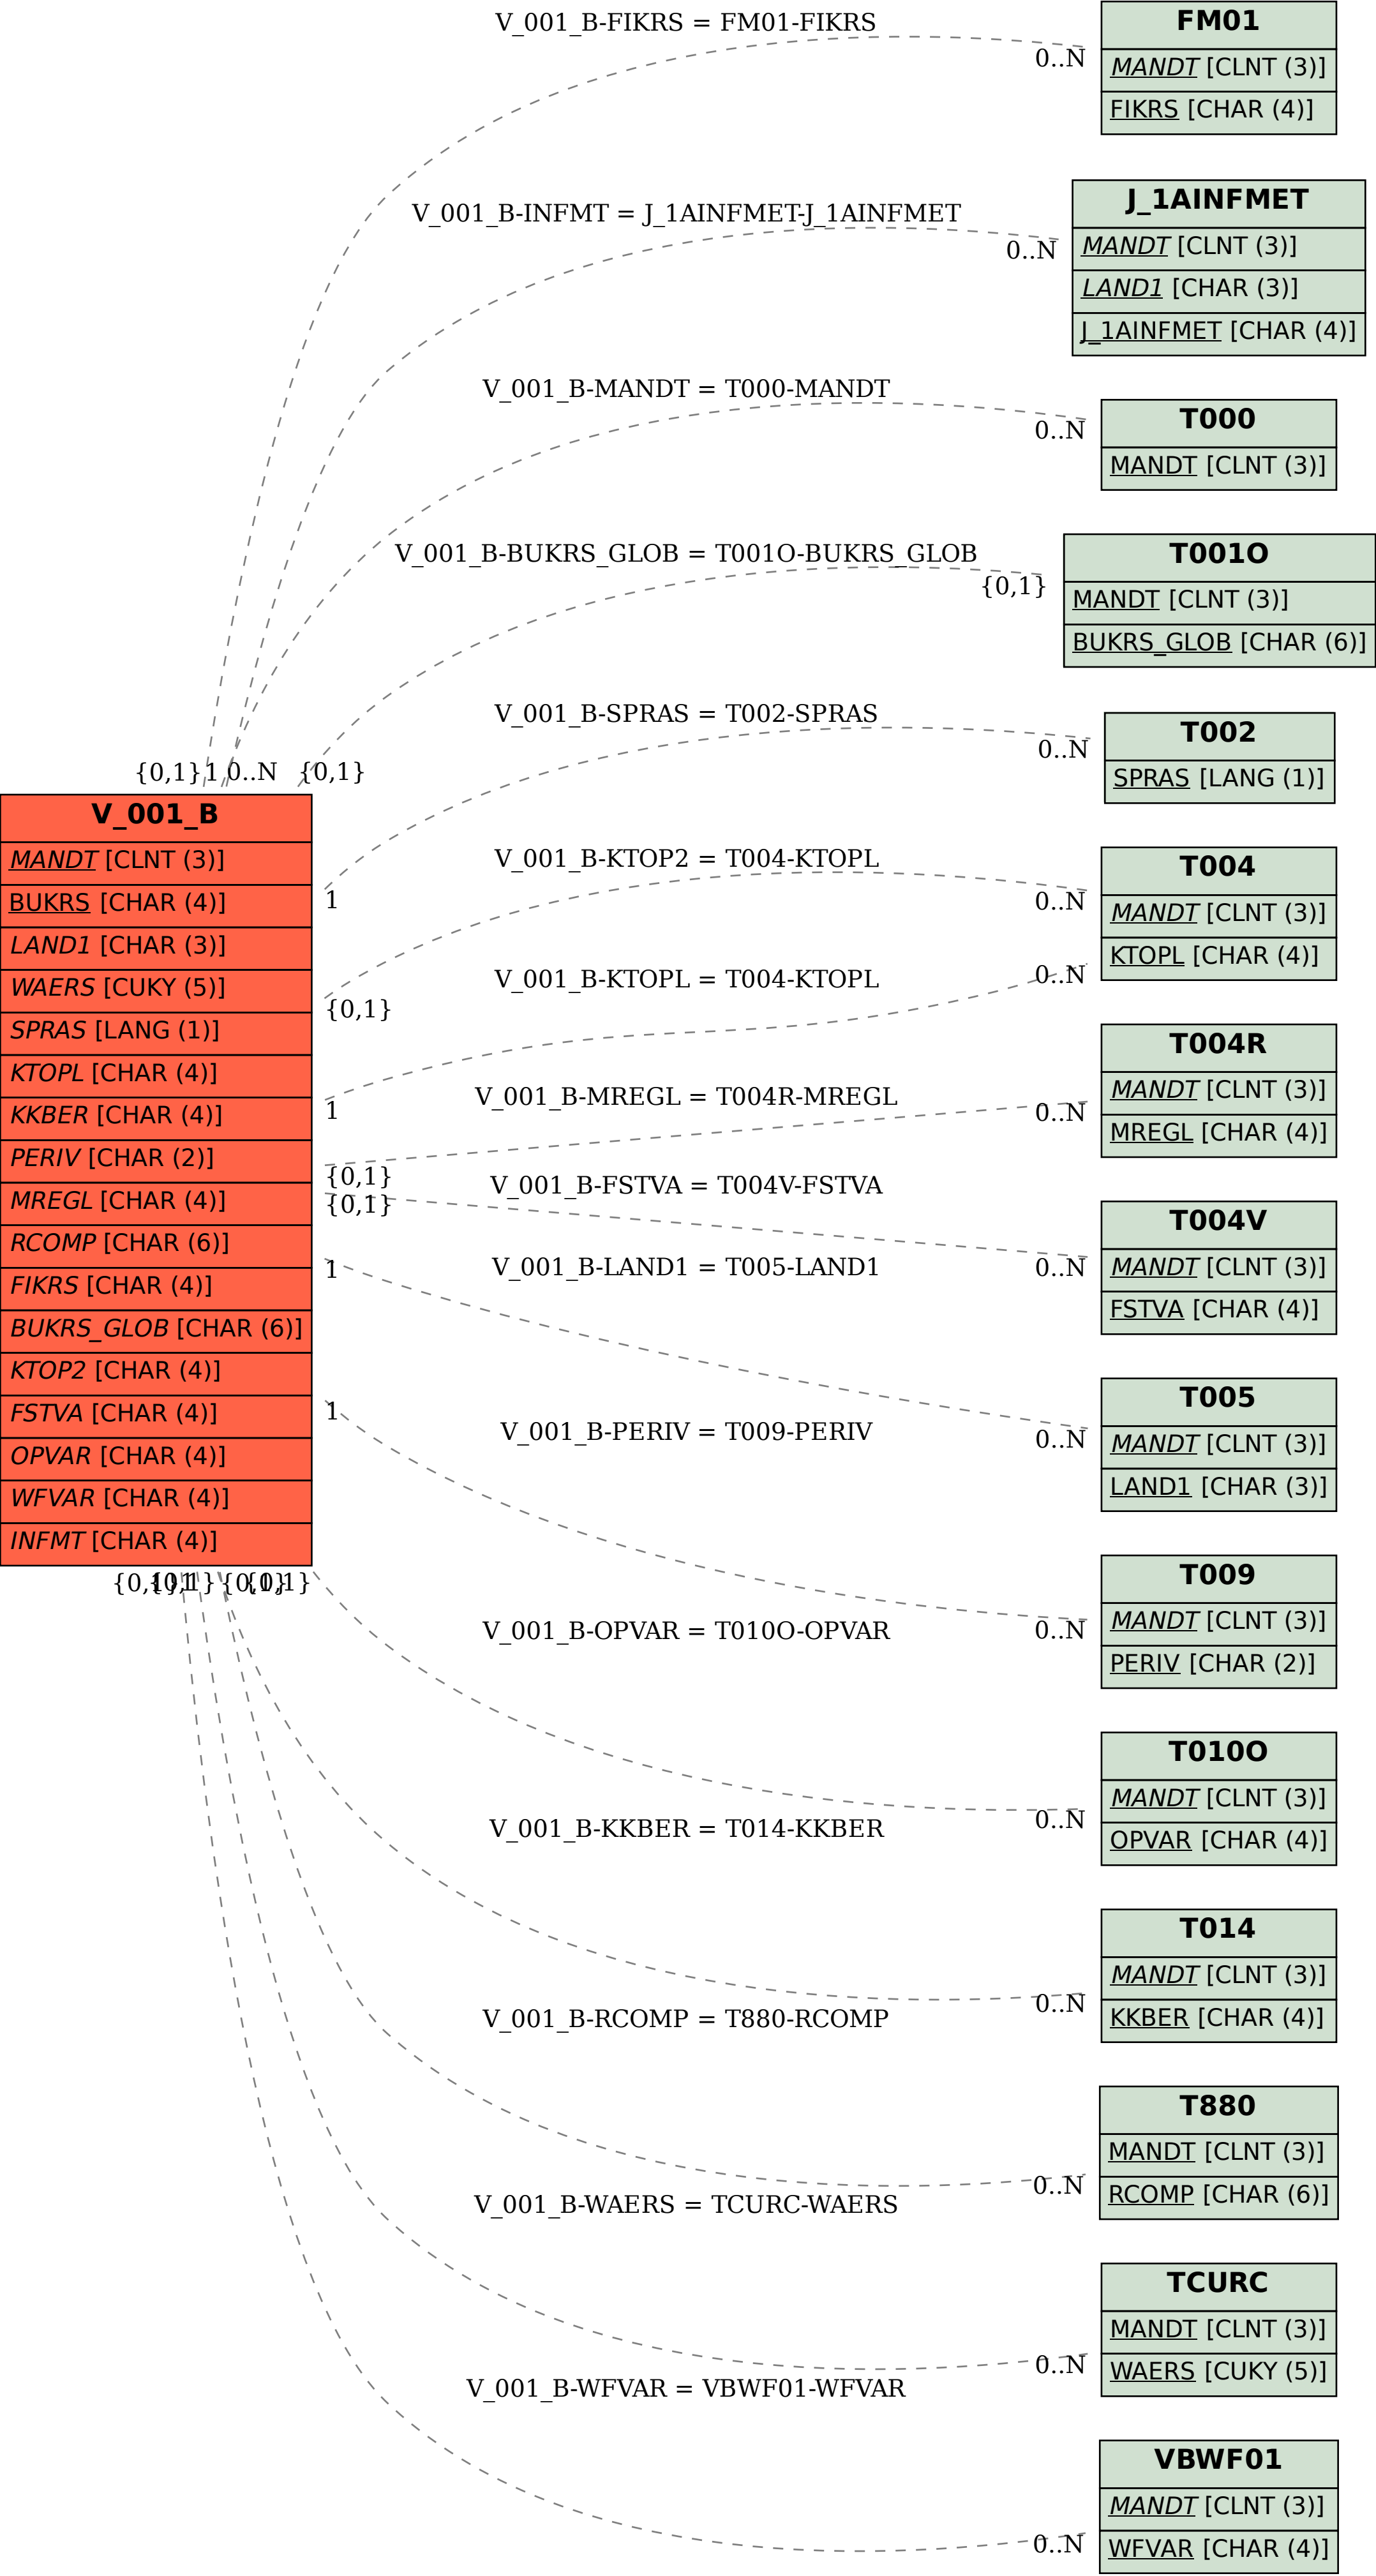 V_001_B-FIKRS = FM01-FIKRS
0..N
FM01
MANDT [CLNT (3)]
FIKRS [CHAR (4)]
V_001_B-INFMT = J_1AINFMET-J_1AINFMET
0..N
J_1AINFMET
MANDT [CLNT (3)]
LAND1 [CHAR (3)]
J_1AINFMET [CHAR (4)]
V_001_B-MANDT = T000-MANDT
0..N
T000
MANDT [CLNT (3)]
V_001_B-BUKRS_GLOB = T001O-BUKRS_GLOB
{0,1}
T001O
MANDT [CLNT (3)]
BUKRS_GLOB [CHAR (6)]
V_001_B-SPRAS = T002-SPRAS
0..N
T002
SPRAS [LANG (1)]
{0,1} 1 0..N {0,1}
V_001_B
MANDT [CLNT (3)]
BUKRS [CHAR (4)]
LAND1 [CHAR (3)]
WAERS [CUKY (5)]
SPRAS [LANG (1)]
KTOPL [CHAR (4)]
KKBER [CHAR (4)]
PERIV [CHAR (2)]
MREGL [CHAR (4)]
RCOMP [CHAR (6)]
FIKRS [CHAR (4)]
BUKRS_GLOB [CHAR (6)]
KTOP2 [CHAR (4)]
FSTVA [CHAR (4)]
OPVAR [CHAR (4)]
WFVAR [CHAR (4)]
INFMT [CHAR (4)]
1
V_001_B-KTOP2 = T004-KTOPL
0..N
{0,1}
T004
MANDT [CLNT (3)]
KTOPL [CHAR (4)]
V_001_B-KTOPL = T004-KTOPL
0..N
1
V_001_B-MREGL = T004R-MREGL
0..N
{0,1}
T004R
MANDT [CLNT (3)]
MREGL [CHAR (4)]
V_001_B-FSTVA = T004V-FSTVA
{0,1}
0..N
T004V
MANDT [CLNT (3)]
FSTVA [CHAR (4)]
V_001_B-LAND1 = T005-LAND1
1
0..N
T005
MANDT [CLNT (3)]
LAND1 [CHAR (3)]
1
V_001_B-PERIV = T009-PERIV
0..N
T009
MANDT [CLNT (3)]
PERIV [CHAR (2)]
{0,1} {0,1} 1 {0,1} {0,1}
V_001_B-OPVAR = T010O-OPVAR
0..N
T010O
MANDT [CLNT (3)]
OPVAR [CHAR (4)]
V_001_B-KKBER = T014-KKBER
0..N
T014
MANDT [CLNT (3)]
KKBER [CHAR (4)]
V_001_B-RCOMP = T880-RCOMP
0..N
T880
MANDT [CLNT (3)]
RCOMP [CHAR (6)]
V_001_B-WAERS = TCURC-WAERS
0..N
TCURC
MANDT [CLNT (3)]
WAERS [CUKY (5)]
V_001_B-WFVAR = VBWF01-WFVAR
0..N
VBWF01
MANDT [CLNT (3)]
WFVAR [CHAR (4)]